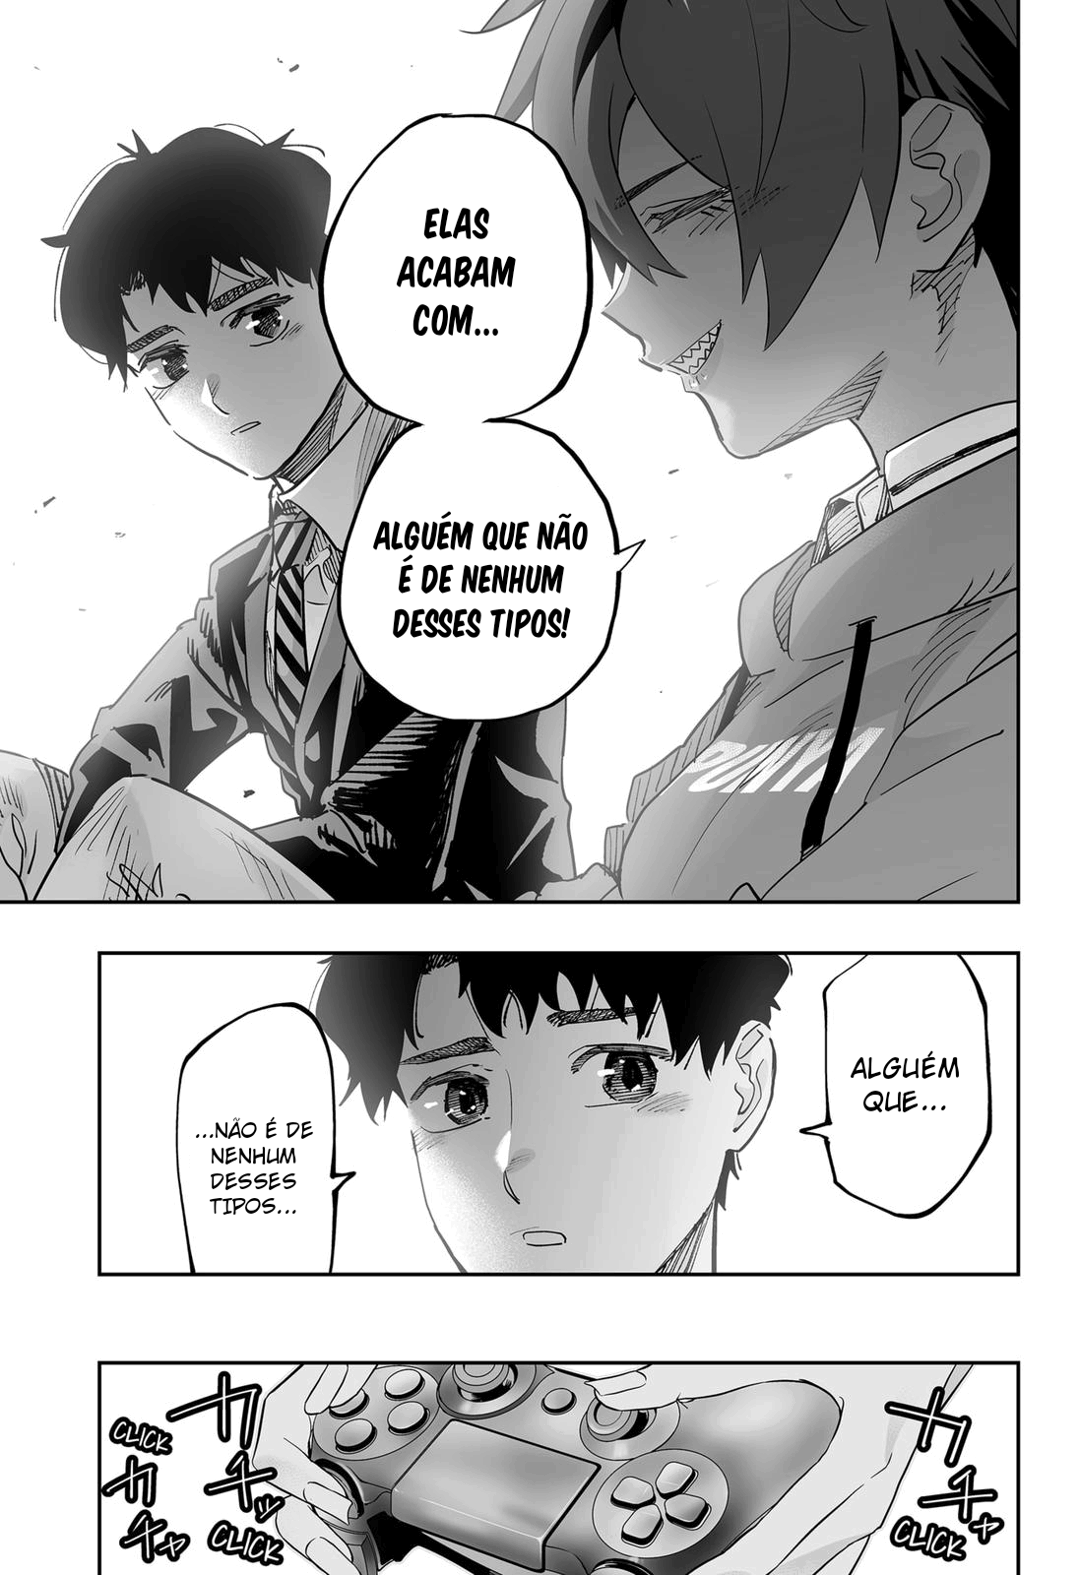 ELAS
ACABAM
COM...
ALGUÉM QUE NÃO
É DE NENHUM
DESSES TIPOS!
ALGUÉM
QUE...
...NÃO É DE
NENHUM
DESSES
TIPOS...
カ
チャ
CLICK
カ
チャ
CLICK
カ
チャ
CLICK